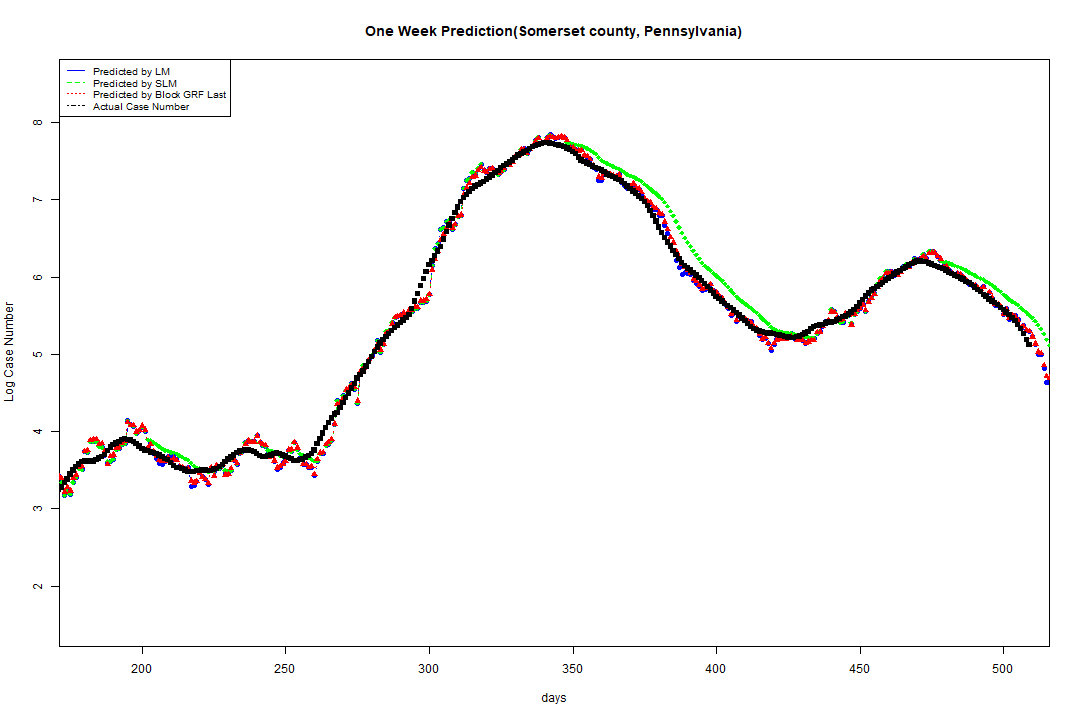 One Week Prediction(Somerset county, Pennsylvania)
Predicted by LM
Predicted by SLM
Predicted by Block GRF Last
Actual Case Number
8
7
6
5
4
3
2
Log Case Number
200 250 300 350 400 450 500
days